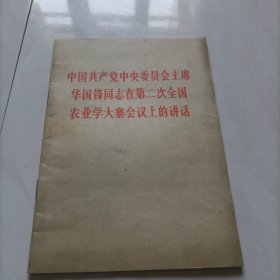 中国共产党中央委员会主席
华国锋同志在第二次全国
农业学大寨会议上的讲话